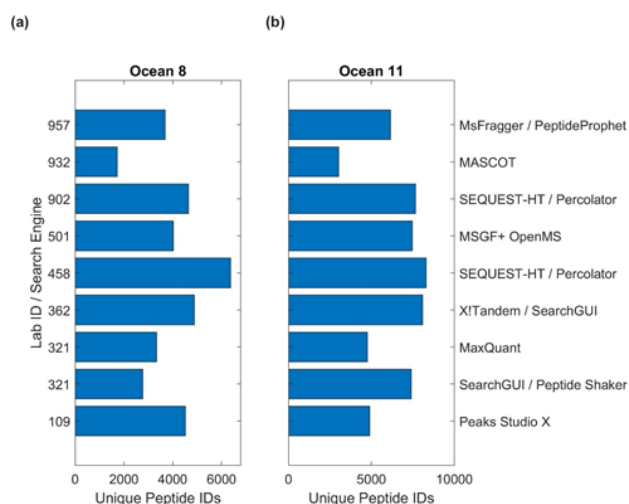 (a)
(b)
Ocean 8
Ocean 11
Lab ID / Search Engine
957
MsFragger / PeptideProphet
932
MASCOT
902
SEQUEST-HT / Percolator
501
MSGF+ OpenMS
458
SEQUEST-HT / Percolator
362
X!Tandem / SearchGUI
321
MaxQuant
321
SearchGUI / Peptide Shaker
109
Peaks Studio X
0 2000 4000 6000
0 5000 10000
Unique Peptide IDs
Unique Peptide IDs